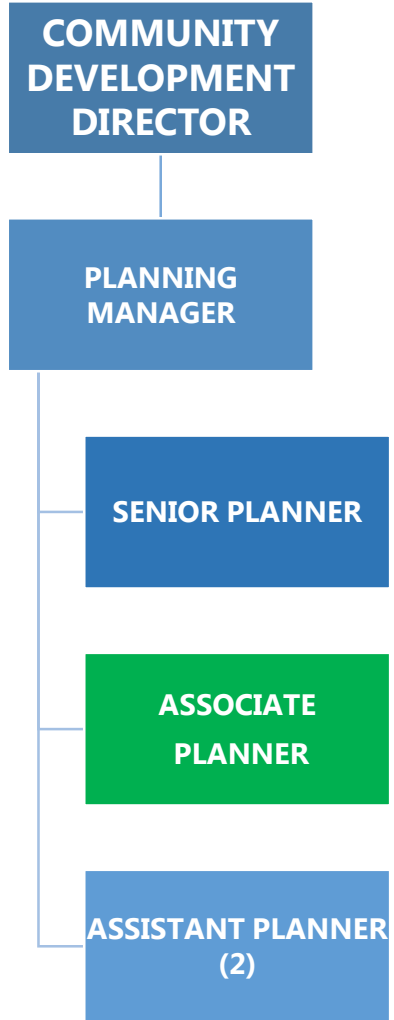 COMMUNITY
DEVELOPMENT
DIRECTOR
PLANNING
MANAGER
SENIOR PLANNER
ASSOCIATE
PLANNER
ASSISTANT PLANNER
(2)